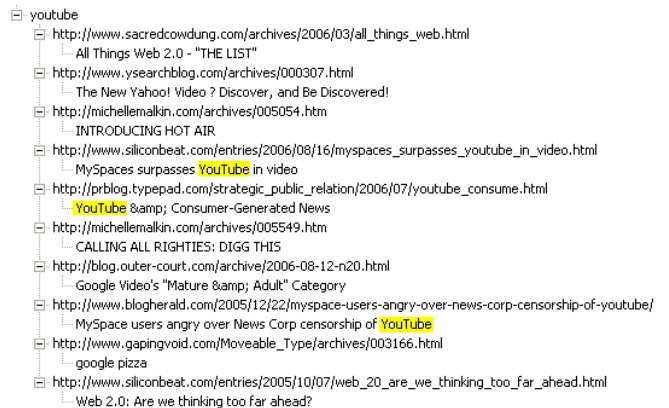 youtube
http://www.sacredcowdung.com/archives/2006/03/all_things_web.html
All Things Web 2.0 - "THE LIST"
http://www.ysearchblog.com/archives/000307.html
The New Yahoo! Video ? Discover, and Be Discovered!
http://michellemalkin.com/archives/005054.htm
INTRODUCING HOT AIR
http://www.siliconbeat.com/entries/2006/08/16/myspaces_surpasses_youtube_in_video.html
MySpaces surpasses YouTube in video
http://prblog.typepad.com/strategic_public_relation/2006/07/youtube_consume.html
YouTube &amp; Consumer-Generated News
http://michellemalkin.com/archives/005549.htm
CALLING ALL RIGHTIES: DIGG THIS
http://blog.outer-court.com/archive/2006-08-12-n20.html
Google Video's "Mature &amp; Adult" Category
http://www.blogherald.com/2005/12/22/myspace-users-angry-over-news-corp-censorship-of-youtube/
MySpace users angry over News Corp censorship of YouTube
http://www.gapingvoid.com/Moveable_Type/archives/003166.html
google pizza
http://www.siliconbeat.com/entries/2005/10/07/web_20_are_we_thinking_too_far_ahead.html
Web 2.0: Are we thinking too far ahead?